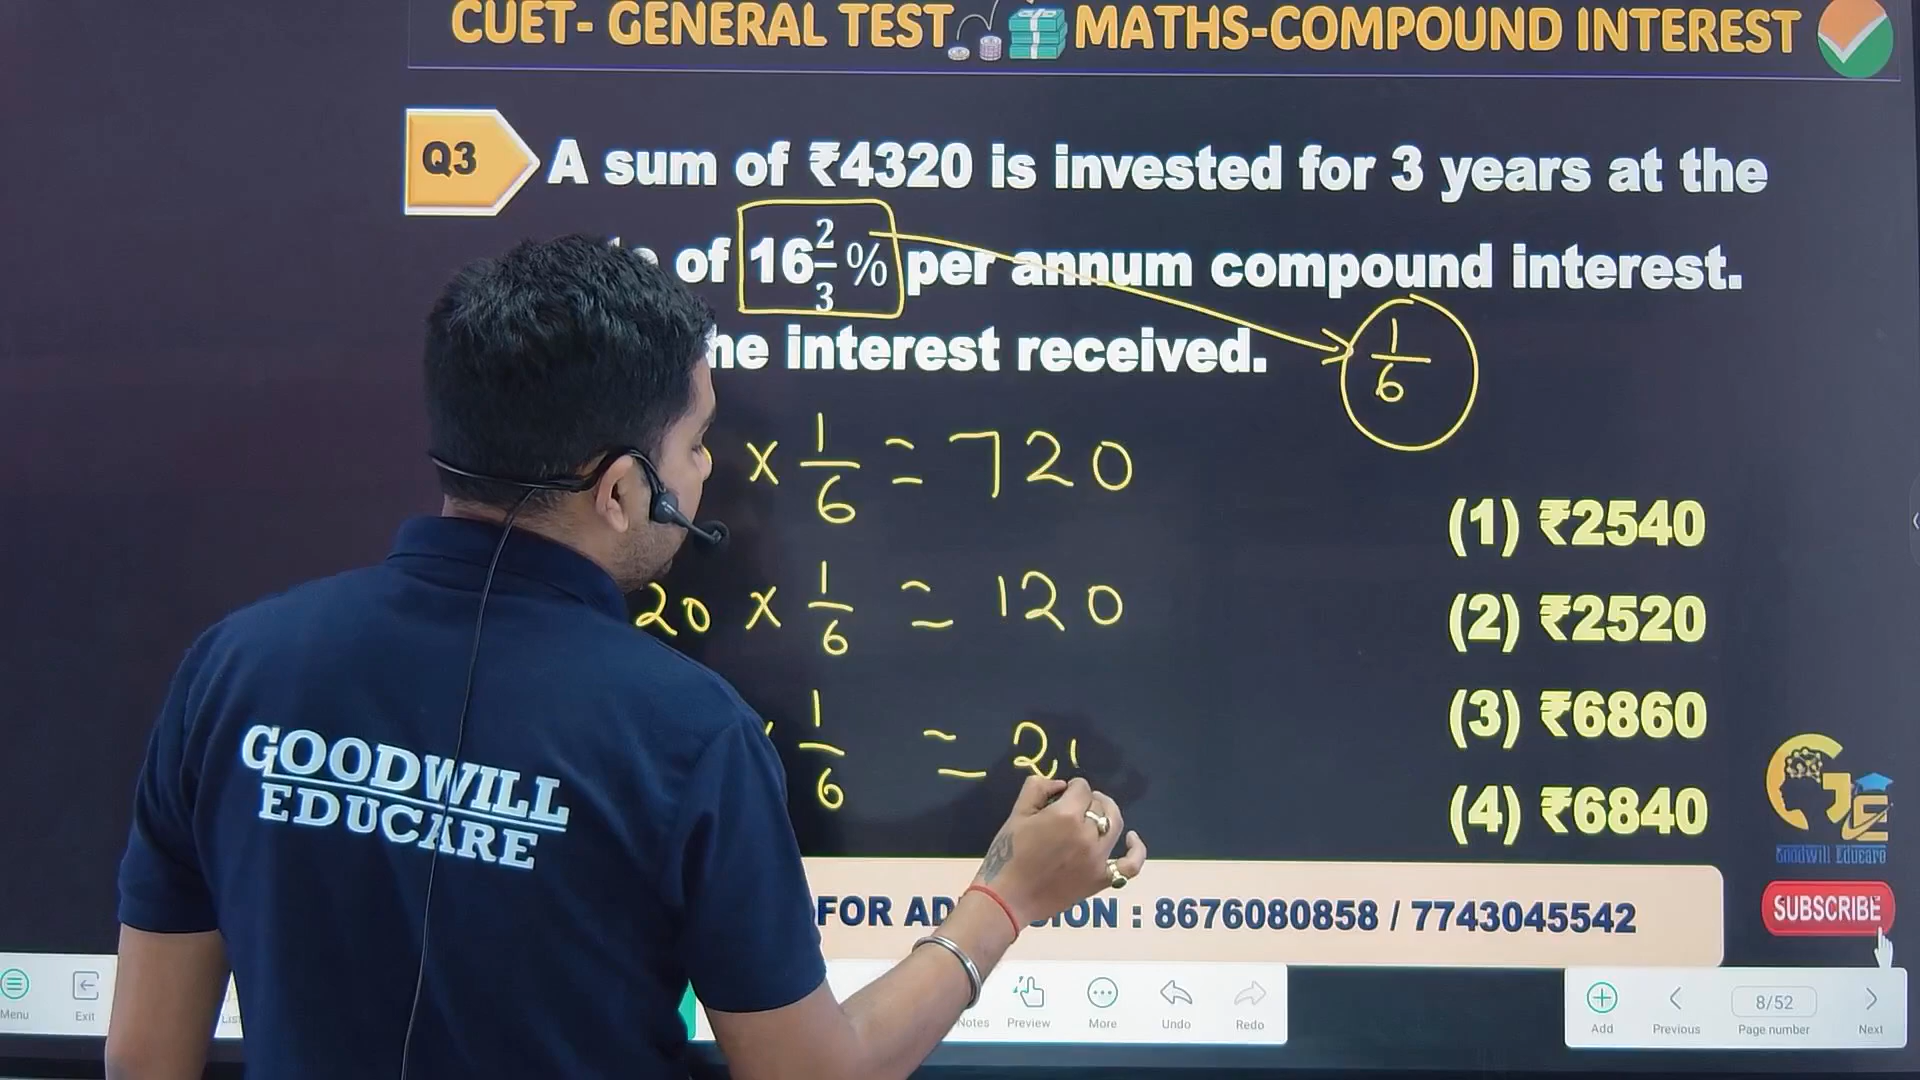 CUET- GENERAL TEST MATHS-COMPOUND INTEREST
Q3 A sum of ₹4320 is invested for 3 years at the
of 16 2/3 % per annum compound interest.
he interest received.
1/6
x 1/6 = 720
20 x 1/6 = 120
1/6 = 2
(1) ₹2540
(2) ₹2520
(3) ₹6860
(4) ₹6840
GOODWILL
EDUCARE
GE
Goodwill Educare
SUBSCRIBE
FOR AD ION : 8676080858 / 7743045542
Menu Exit Notes Preview More Undo Redo
Add Previous 8/52 Page number Next